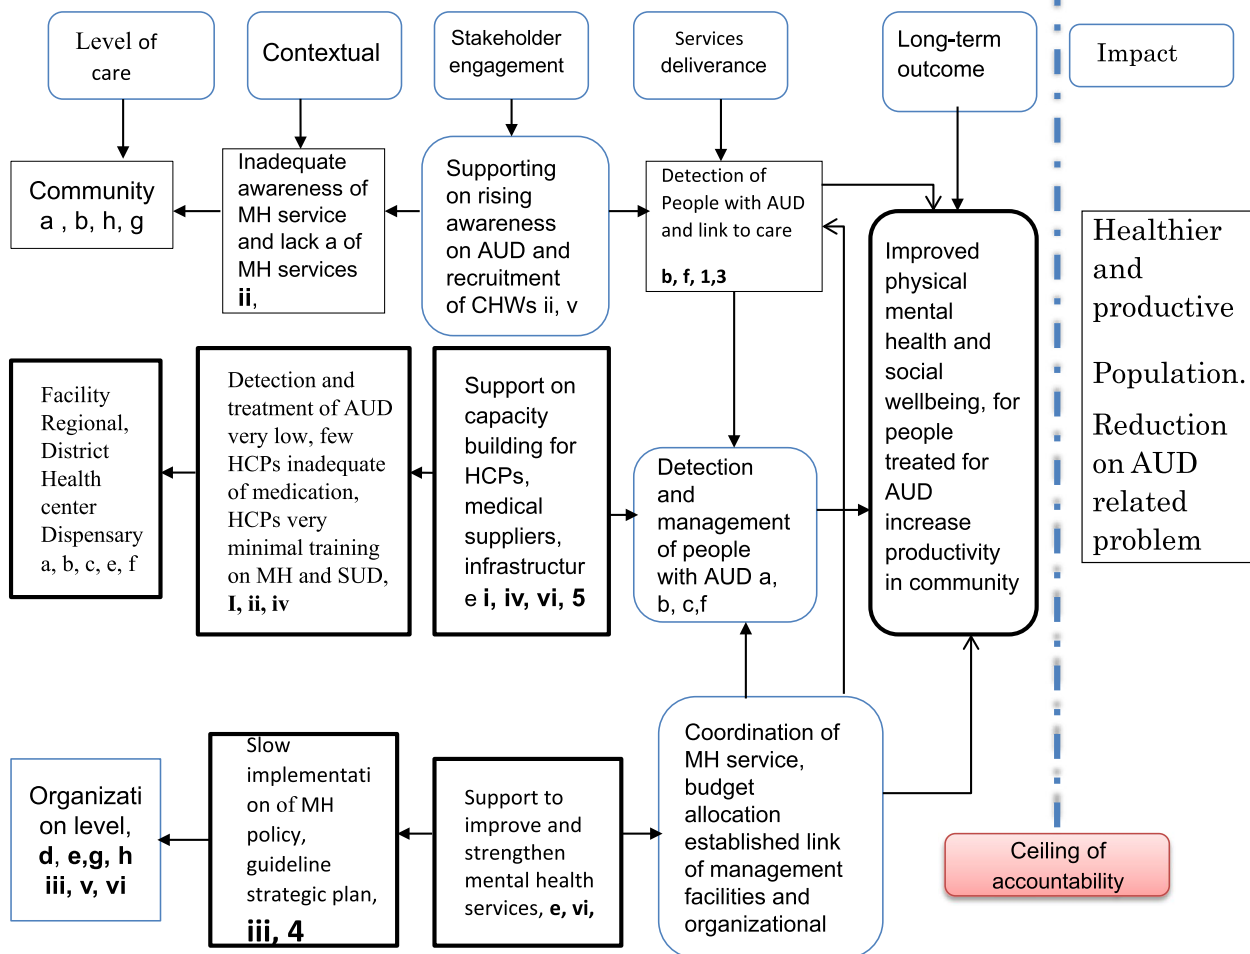 Level of
care
Contextual
Stakeholder
engagement
Services
deliverance
Long-term
outcome
Impact
Community
a , b, h, g
Inadequate
awareness of
MH service
and lack a of
MH services
ii,
Supporting
on rising
awareness
on AUD and
recruitment
of CHWs ii, v
Detection of
People with AUD
and link to care
b, f, 1,3
Improved
physical
mental
health and
social
wellbeing, for
people
treated for
AUD
increase
productivity
in community
Healthier
and
productive
Population.
Reduction
on AUD
related
problem
Facility
Regional,
District
Health
center
Dispensary
a, b, c, e, f
Detection and
treatment of AUD
very low, few
HCPs inadequate
of medication,
HCPs very
minimal training
on MH and SUD,
I, ii, iv
Support on
capacity
building for
HCPs,
medical
suppliers,
infrastructur
e i, iv, vi, 5
Detection
and
management
of people
with AUD a,
b, c,f
Organizati
on level,
d, e,g, h
iii, v, vi
Slow
implementati
on of MH
policy,
guideline
strategic plan,
iii, 4
Support to
improve and
strengthen
mental health
services, e, vi,
Coordination of
MH service,
budget
allocation
established link
of management
facilities and
organizational
Ceiling of
accountability